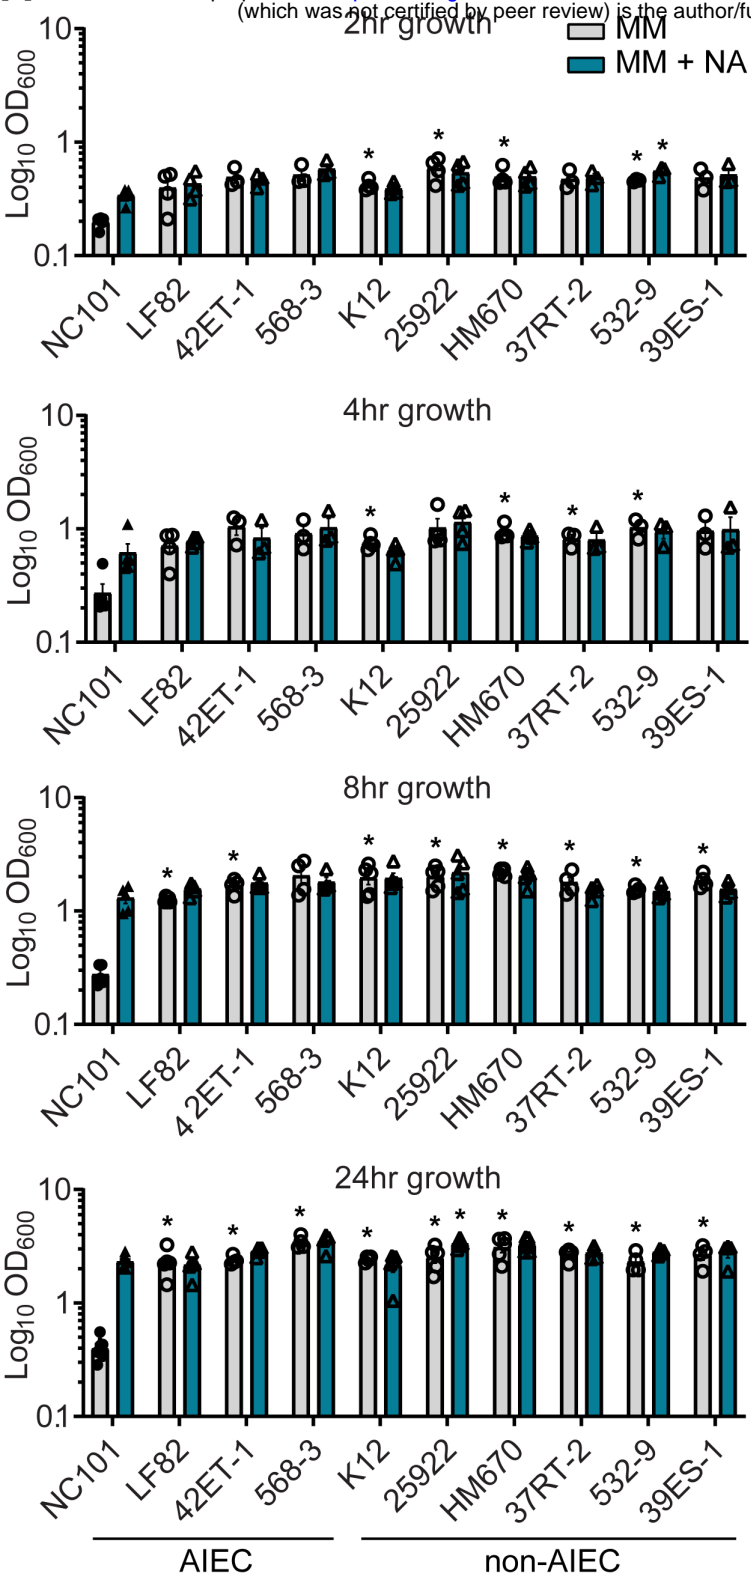 (which was not certified by peer review) is the author/fu
2hr growth
MM
MM + NA
Log10 OD600
10
1
0.1
* * * * *
NC101 LF82 42ET-1 568-3 K12 25922 HM670 37RT-2 532-9 39ES-1
4hr growth
Log10 OD600
10
1
0.1
* * * *
NC101 LF82 42ET-1 568-3 K12 25922 HM670 37RT-2 532-9 39ES-1
8hr growth
Log10 OD600
10
1
0.1
* * * * * * * *
NC101 LF82 42ET-1 568-3 K12 25922 HM670 37RT-2 532-9 39ES-1
24hr growth
Log10 OD600
10
1
0.1
* * * * * * * * * *
NC101 LF82 42ET-1 568-3 K12 25922 HM670 37RT-2 532-9 39ES-1
AIEC non-AIEC